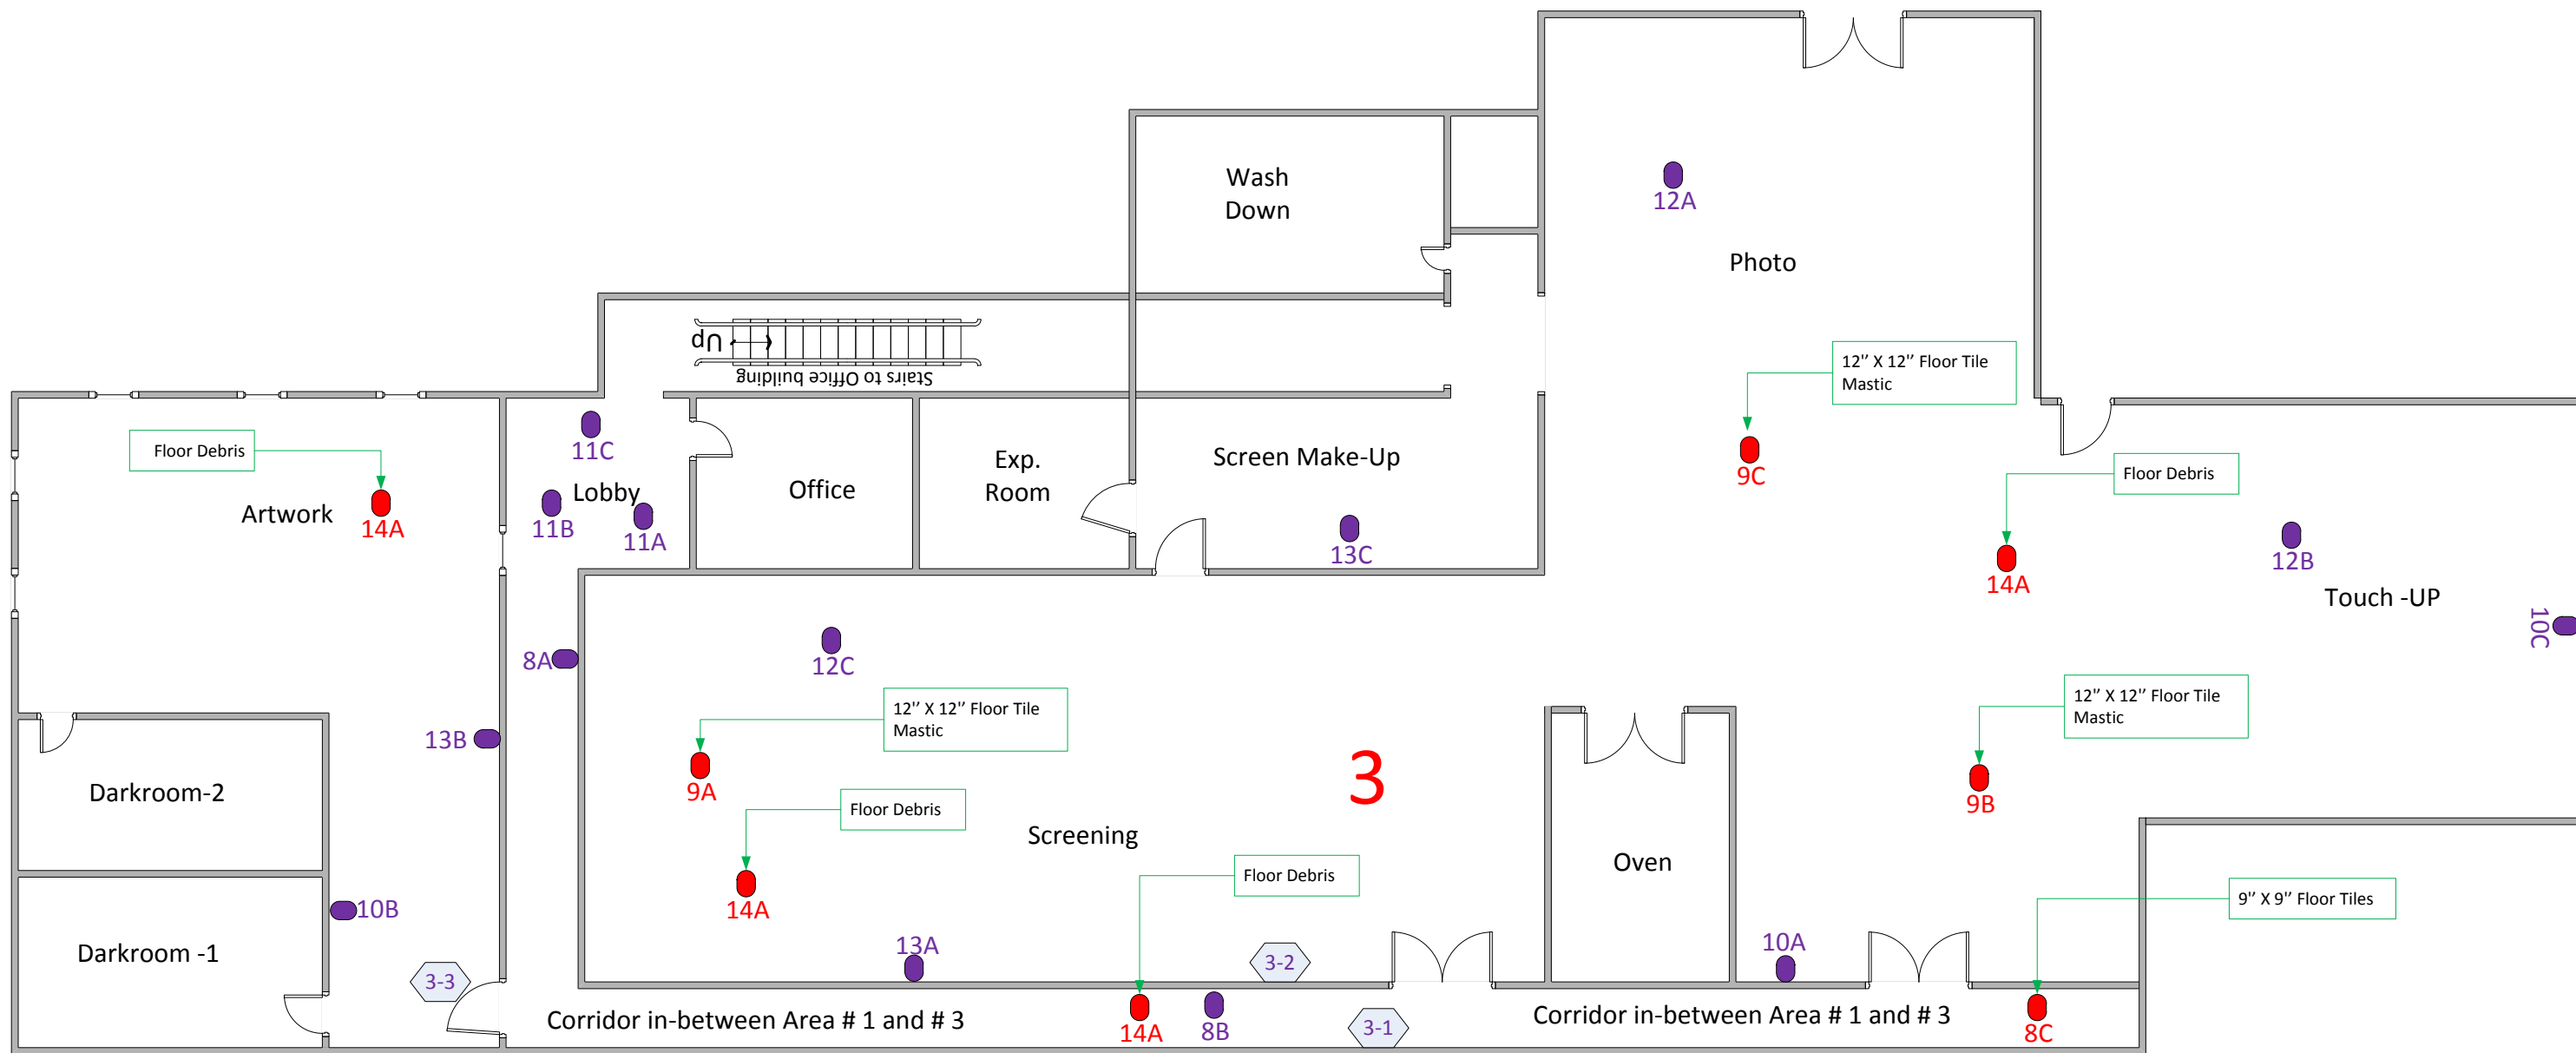 Wash
Down
12A
Photo
Up
Stairs to Office building
12'' X 12'' Floor Tile
Mastic
9C
Floor Debris
14A
Artwork
11C
Lobby
11B
11A
Office
Exp.
Room
Screen Make-Up
13C
Floor Debris
14A
12B
Touch -UP
10C
8A
12C
13B
12'' X 12'' Floor Tile
Mastic
9A
12'' X 12'' Floor Tile
Mastic
9B
3
Darkroom-2
Floor Debris
14A
Screening
Floor Debris
Oven
9'' X 9'' Floor Tiles
10B
Darkroom -1
3-3
13A
3-2
10A
Corridor in-between Area # 1 and # 3
14A
8B
3-1
Corridor in-between Area # 1 and # 3
8C